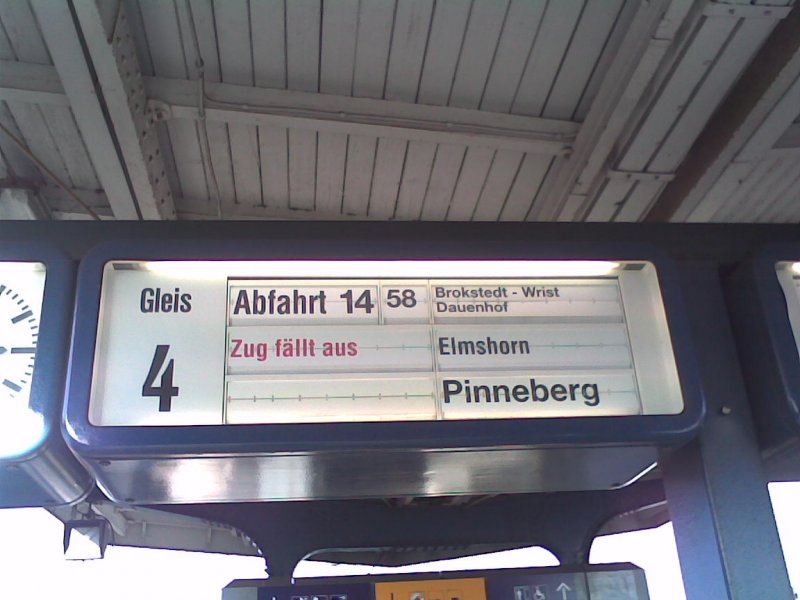 Gleis
4
Abfahrt 14 58
Brokstedt - Wrist
Dauenhof
Zug fällt aus
Elmshorn
Pinneberg